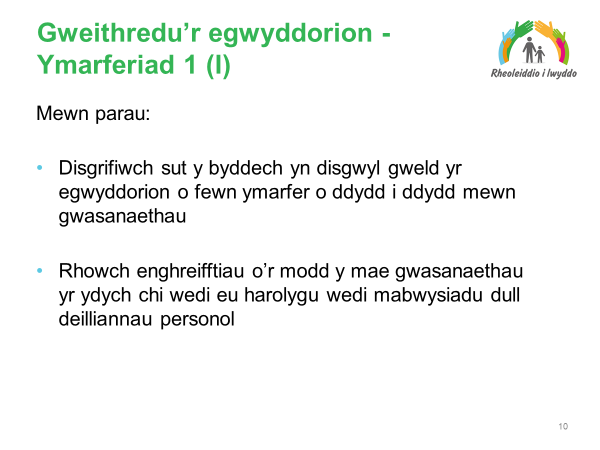 Gweithredu’r egwyddorion -
Ymarferiad 1 (I)
Rheoleiddio i lwyddo
Mewn parau:
• Disgrifiwch sut y byddech yn disgwyl gweld yr
egwyddorion o fewn ymarfer o ddydd i ddydd mewn
gwasanaethau
• Rhowch enghreifftiau o’r modd y mae gwasanaethau
yr ydych chi wedi eu harolygu wedi mabwysiadu dull
deilliannau personol
10